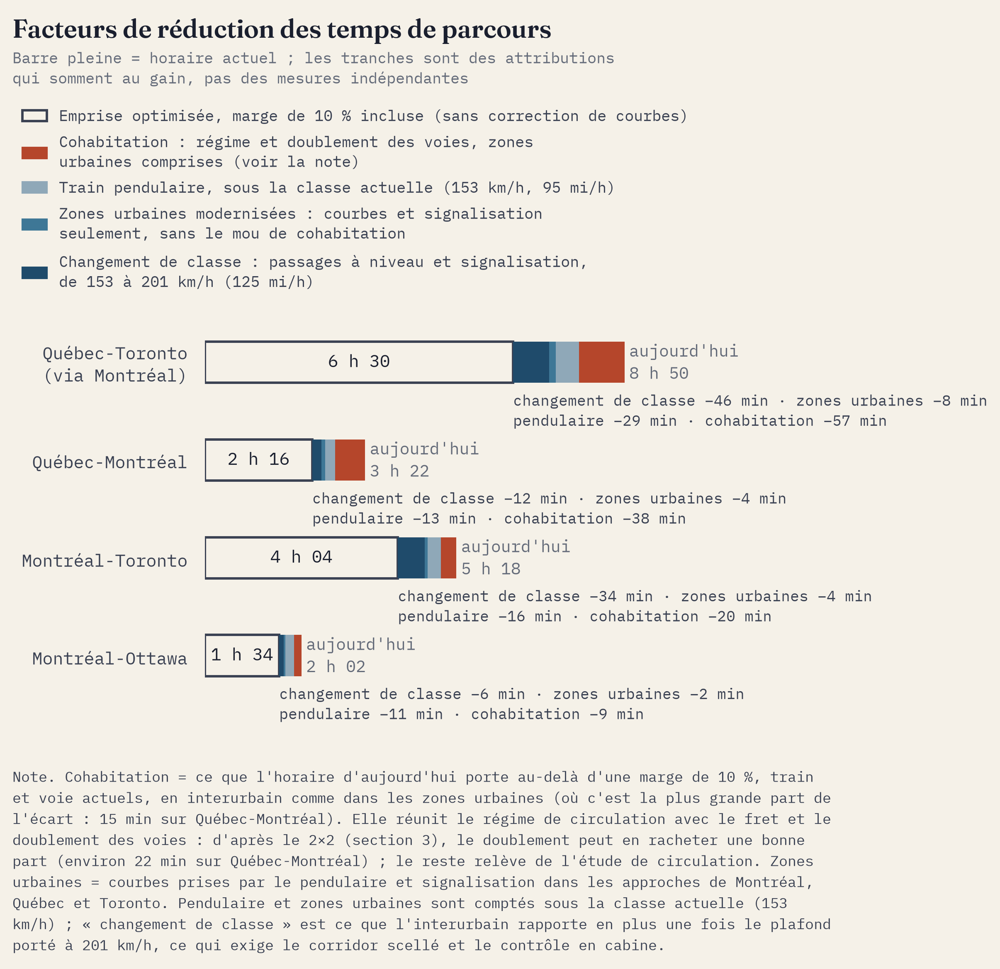 Facteurs de réduction des temps de parcours
Barre pleine = horaire actuel ; les tranches sont des attributions
qui somment au gain, pas des mesures indépendantes
Emprise optimisée, marge de 10 % incluse (sans correction de courbes)
Cohabitation : régime et doublement des voies, zones
urbaines comprises (voir la note)
Train pendulaire, sous la classe actuelle (153 km/h, 95 mi/h)
Zones urbaines modernisées : courbes et signalisation
seulement, sans le mou de cohabitation
Changement de classe : passages à niveau et signalisation,
de 153 à 201 km/h (125 mi/h)
Québec-Toronto
(via Montréal)
6 h 30
aujourd'hui
8 h 50
changement de classe −46 min · zones urbaines −8 min
pendulaire −29 min · cohabitation −57 min
Québec-Montréal
2 h 16
aujourd'hui
3 h 22
changement de classe −12 min · zones urbaines −4 min
pendulaire −13 min · cohabitation −38 min
Montréal-Toronto
4 h 04
aujourd'hui
5 h 18
changement de classe −34 min · zones urbaines −4 min
pendulaire −16 min · cohabitation −20 min
Montréal-Ottawa
1 h 34
aujourd'hui
2 h 02
changement de classe −6 min · zones urbaines −2 min
pendulaire −11 min · cohabitation −9 min
Note. Cohabitation = ce que l'horaire d'aujourd'hui porte au-delà d'une marge de 10 %, train
et voie actuels, en interurbain comme dans les zones urbaines (où c'est la plus grande part de
l'écart : 15 min sur Québec-Montréal). Elle réunit le régime de circulation avec le fret et le
doublement des voies : d'après le 2×2 (section 3), le doublement peut en racheter une bonne
part (environ 22 min sur Québec-Montréal) ; le reste relève de l'étude de circulation. Zones
urbaines = courbes prises par le pendulaire et signalisation dans les approches de Montréal,
Québec et Toronto. Pendulaire et zones urbaines sont comptés sous la classe actuelle (153
km/h) ; « changement de classe » est ce que l'interurbain rapporte en plus une fois le plafond
porté à 201 km/h, ce qui exige le corridor scellé et le contrôle en cabine.